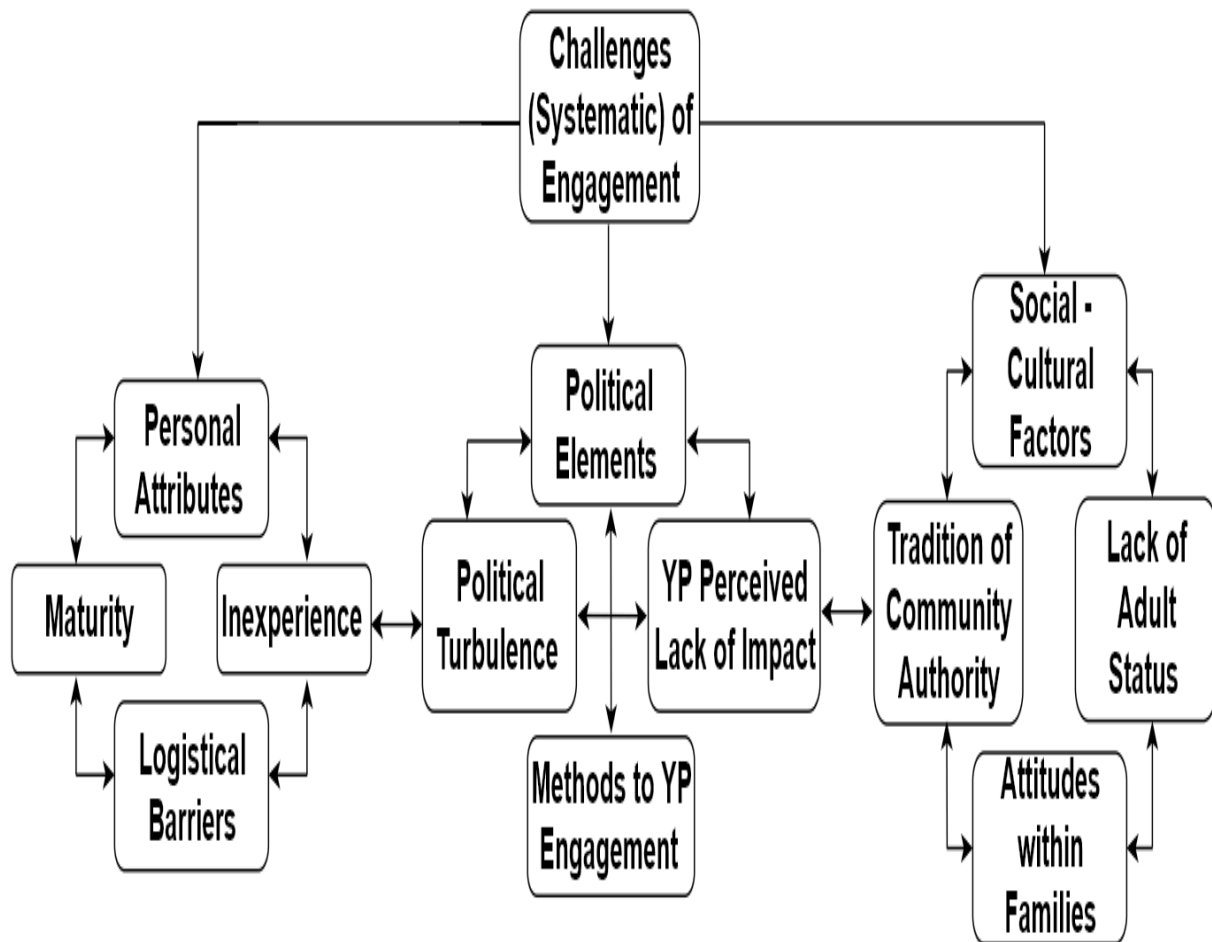 Challenges
(Systematic) of
Engagement
Personal
Attributes
Maturity
Inexperience
Logistical
Barriers
Political
Elements
Political
Turbulence
YP Perceived
Lack of Impact
Methods to YP
Engagement
Social -
Cultural
Factors
Tradition of
Community
Authority
Lack of
Adult
Status
Attitudes
within
Families